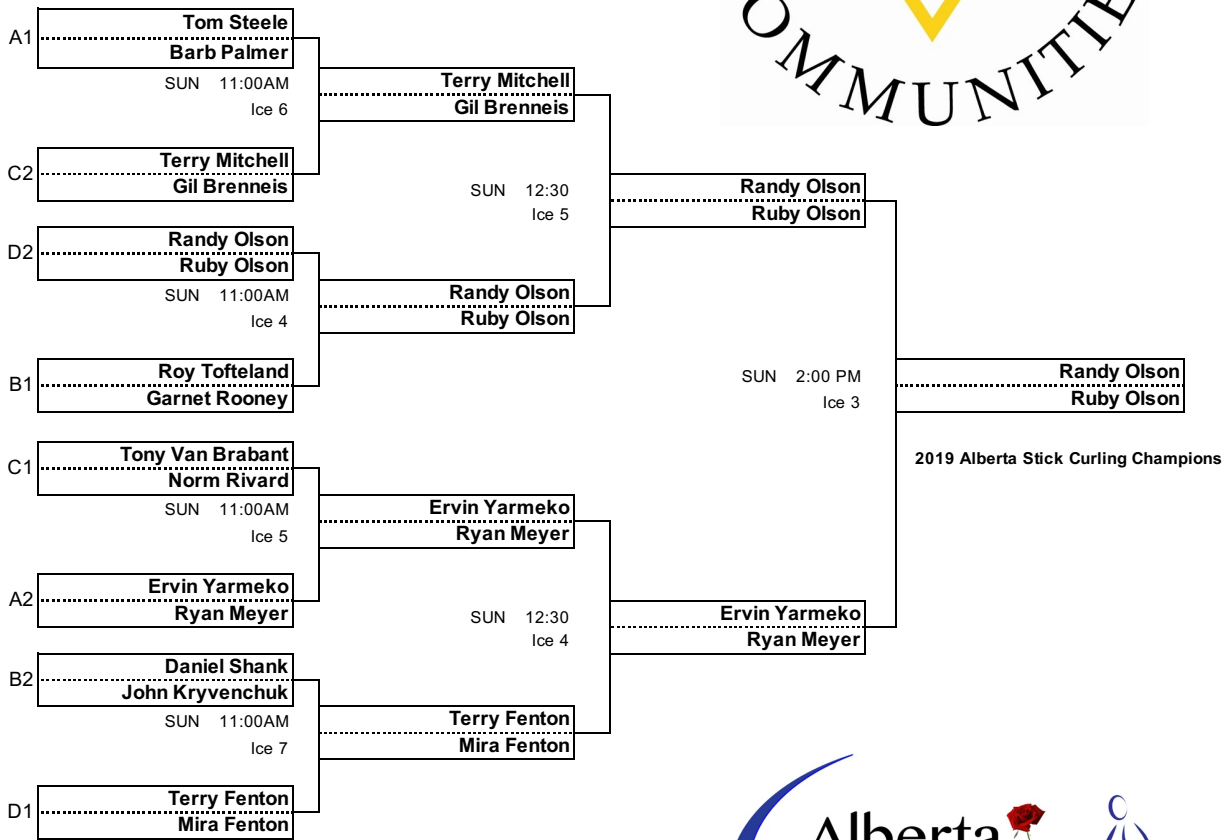 OMMUNITIE
A1
Tom Steele
Barb Palmer
SUN 11:00AM
Ice 6
C2
Terry Mitchell
Gil Brenneis
D2
Randy Olson
Ruby Olson
SUN 11:00AM
Ice 4
B1
Roy Tofteland
Garnet Rooney
C1
Tony Van Brabant
Norm Rivard
SUN 11:00AM
Ice 5
A2
Ervin Yarmeko
Ryan Meyer
B2
Daniel Shank
John Kryvenchuk
SUN 11:00AM
Ice 7
D1
Terry Fenton
Mira Fenton
Terry Mitchell
Gil Brenneis
SUN 12:30
Ice 5
Randy Olson
Ruby Olson
Ervin Yarmeko
Ryan Meyer
SUN 12:30
Ice 4
Terry Fenton
Mira Fenton
Randy Olson
Ruby Olson
SUN 2:00 PM
Ice 3
Ervin Yarmeko
Ryan Meyer
Randy Olson
Ruby Olson
2019 Alberta Stick Curling Champions
Alberta